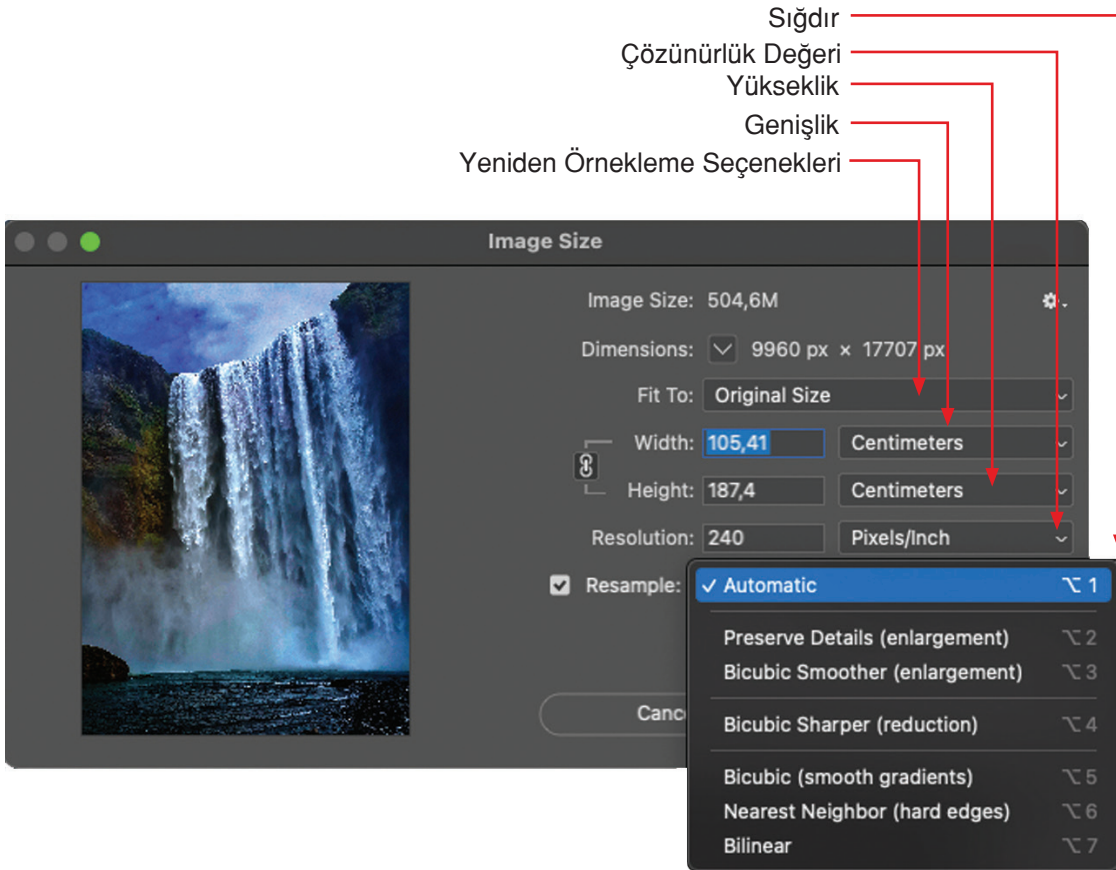 Sığdır
Çözünürlük Değeri
Yükseklik
Genişlik
Yeniden Örnekleme Seçenekleri
Image Size
Image Size: 504,6M
Dimensions: 9960 px × 17707 px
Fit To: Original Size
Width: 105,41 Centimeters
Height: 187,4 Centimeters
Resolution: 240 Pixels/Inch
Resample: ✓ Automatic ⌥ 1
Preserve Details (enlargement) ⌥ 2
Bicubic Smoother (enlargement) ⌥ 3
Canc
Bicubic Sharper (reduction) ⌥ 4
Bicubic (smooth gradients) ⌥ 5
Nearest Neighbor (hard edges) ⌥ 6
Bilinear ⌥ 7